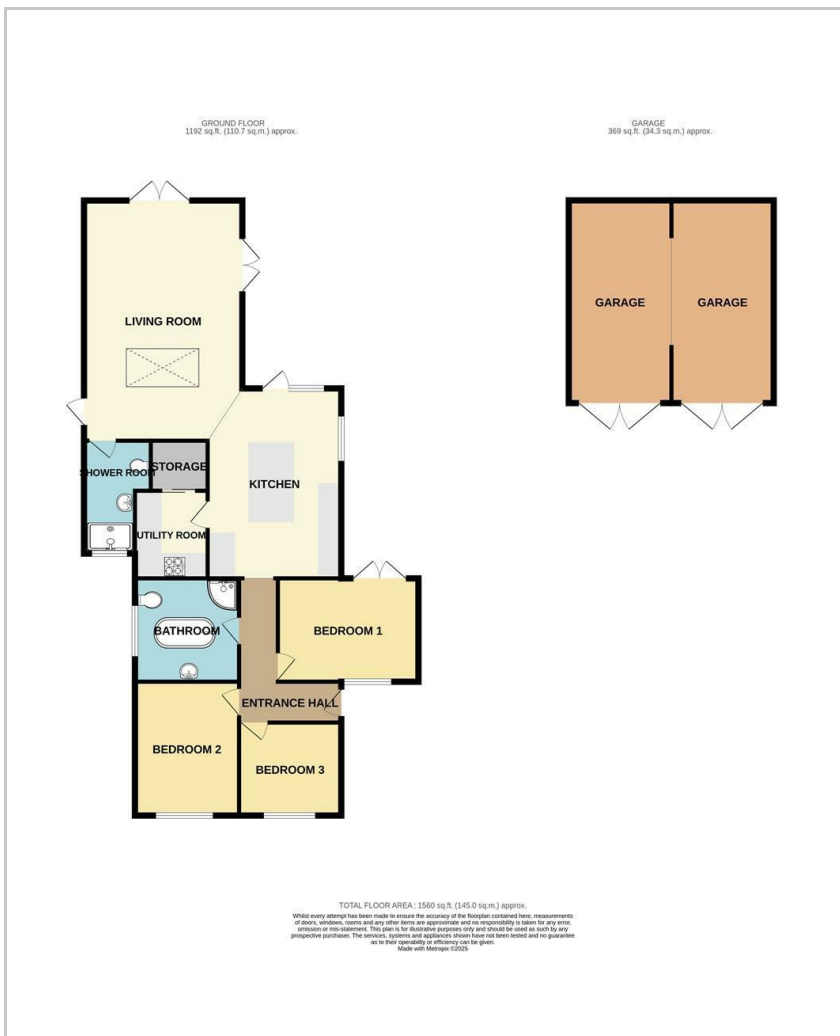 GROUND FLOOR
1192 sq.ft. (110.7 sq.m.) approx.
GARAGE
369 sq.ft. (34.3 sq.m.) approx.
LIVING ROOM
GARAGE
GARAGE
SHOWER ROOM
STORAGE
KITCHEN
UTILITY ROOM
BATHROOM
BEDROOM 1
ENTRANCE HALL
BEDROOM 2
BEDROOM 3
TOTAL FLOOR AREA : 1560 sq.ft. (145.0 sq.m.) approx.
Whilst every attempt has been made to ensure the accuracy of the floorplan contained here, measurements
of doors, windows, rooms and any other items are approximate and no responsibility is taken for any error,
omission or mis-statement. This plan is for illustrative purposes only and should be used as such by any
prospective purchaser. The services, systems and appliances shown have not been tested and no guarantee
as to their operability or efficiency can be given.
Made with Metropix ©2025